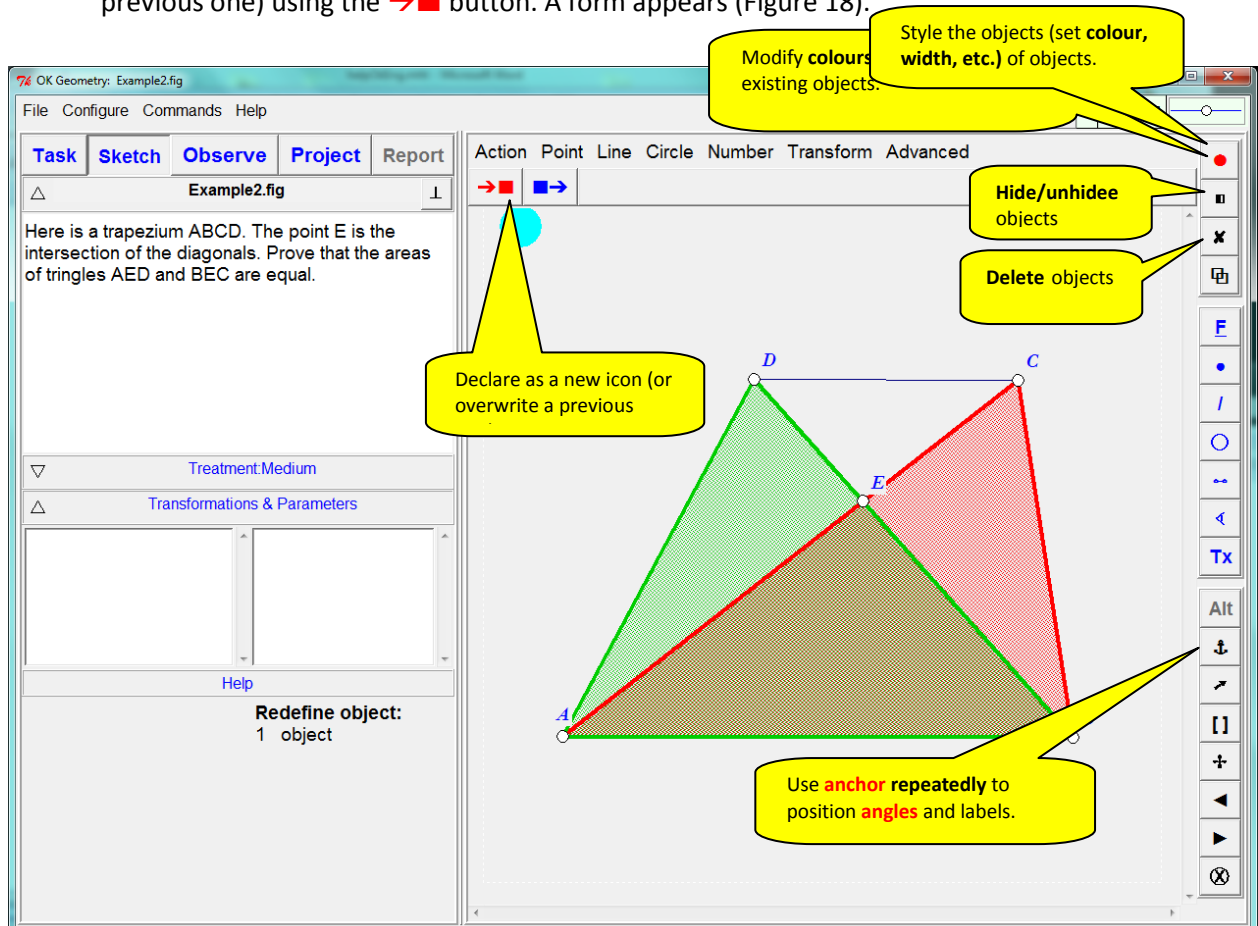 previous one) using the →■ button. A form appears (Figure 18).
Style the objects (set colour,
width, etc.) of objects.
Modify colours
existing objects.
OK Geometry: Example2.fig
File Configure Commands Help
Task Sketch Observe Project Report
Example2.fig
Here is a trapezium ABCD. The point E is the
intersection of the diagonals. Prove that the areas
of tringles AED and BEC are equal.
Treatment:Medium
Transformations & Parameters
Help
Redefine object:
1 object
Action Point Line Circle Number Transform Advanced
Hide/unhidee
objects
Delete objects
Declare as a new icon (or
overwrite a previous
D
C
E
A
Use anchor repeatedly to
position angles and labels.
F
Tx
Alt
[ ]